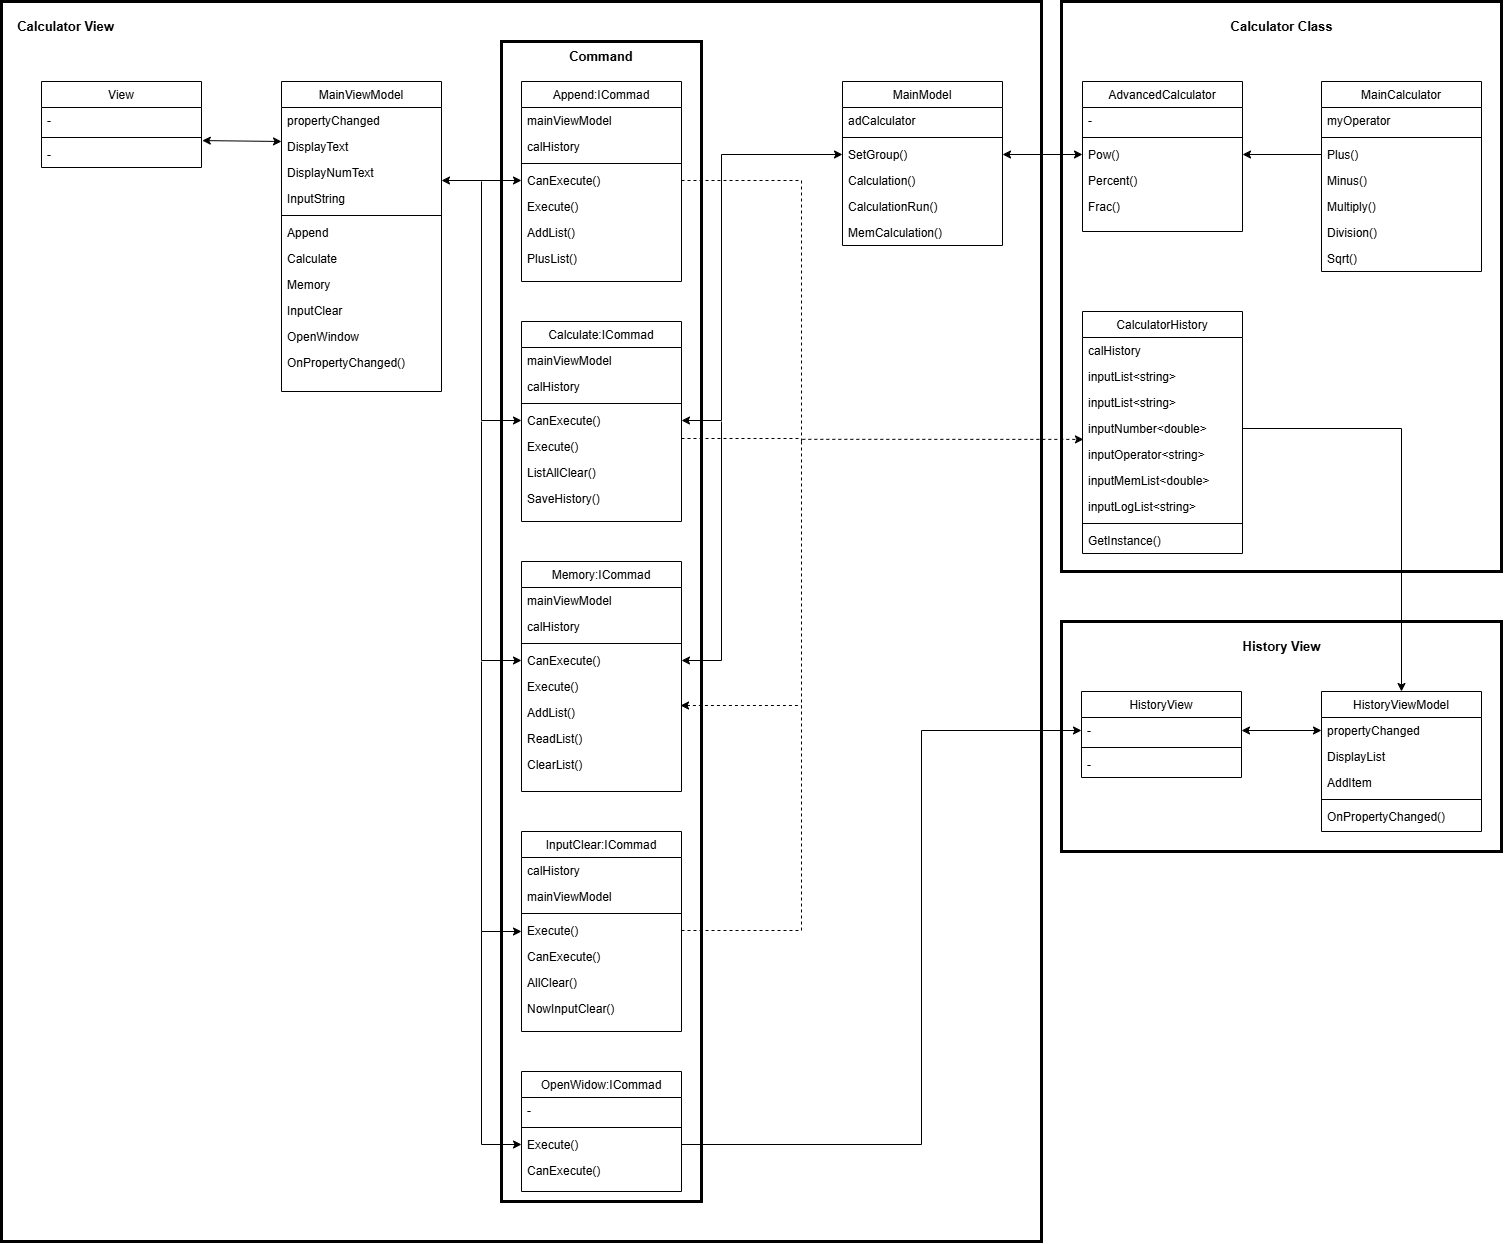 Calculator View
View
-
-
MainViewModel
propertyChanged
DisplayText
DisplayNumText
InputString
Append
Calculate
Memory
InputClear
OpenWindow
OnPropertyChanged()
Command
Append:ICommad
mainViewModel
calHistory
CanExecute()
Execute()
AddList()
PlusList()
Calculate:ICommad
mainViewModel
calHistory
CanExecute()
Execute()
ListAllClear()
SaveHistory()
Memory:ICommad
mainViewModel
calHistory
CanExecute()
Execute()
AddList()
ReadList()
ClearList()
InputClear:ICommad
calHistory
mainViewModel
Execute()
CanExecute()
AllClear()
NowInputClear()
OpenWidow:ICommad
-
Execute()
CanExecute()
MainModel
adCalculator
SetGroup()
Calculation()
CalculationRun()
MemCalculation()
Calculator Class
AdvancedCalculator
-
Pow()
Percent()
Frac()
MainCalculator
myOperator
Plus()
Minus()
Multiply()
Division()
Sqrt()
CalculatorHistory
calHistory
inputList<string>
inputList<string>
inputNumber<double>
inputOperator<string>
inputMemList<double>
inputLogList<string>
GetInstance()
History View
HistoryView
-
-
HistoryViewModel
propertyChanged
DisplayList
AddItem
OnPropertyChanged()